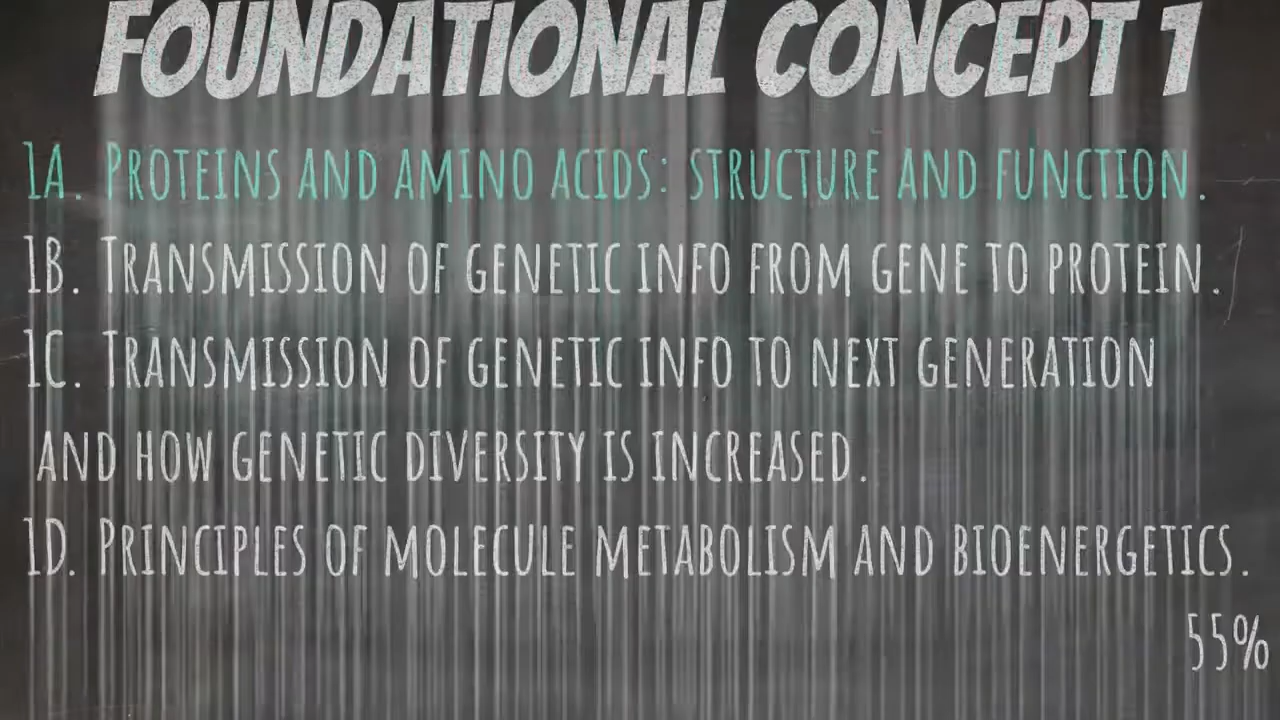 FOUNDATIONAL CONCEPT 1
1A. PROTEINS AND AMINO ACIDS: STRUCTURE AND FUNCTION.
1B. TRANSMISSION OF GENETIC INFO FROM GENE TO PROTEIN.
1C. TRANSMISSION OF GENETIC INFO TO NEXT GENERATION
AND HOW GENETIC DIVERSITY IS INCREASED.
1D. PRINCIPLES OF MOLECULE METABOLISM AND BIOENERGETICS.
55%